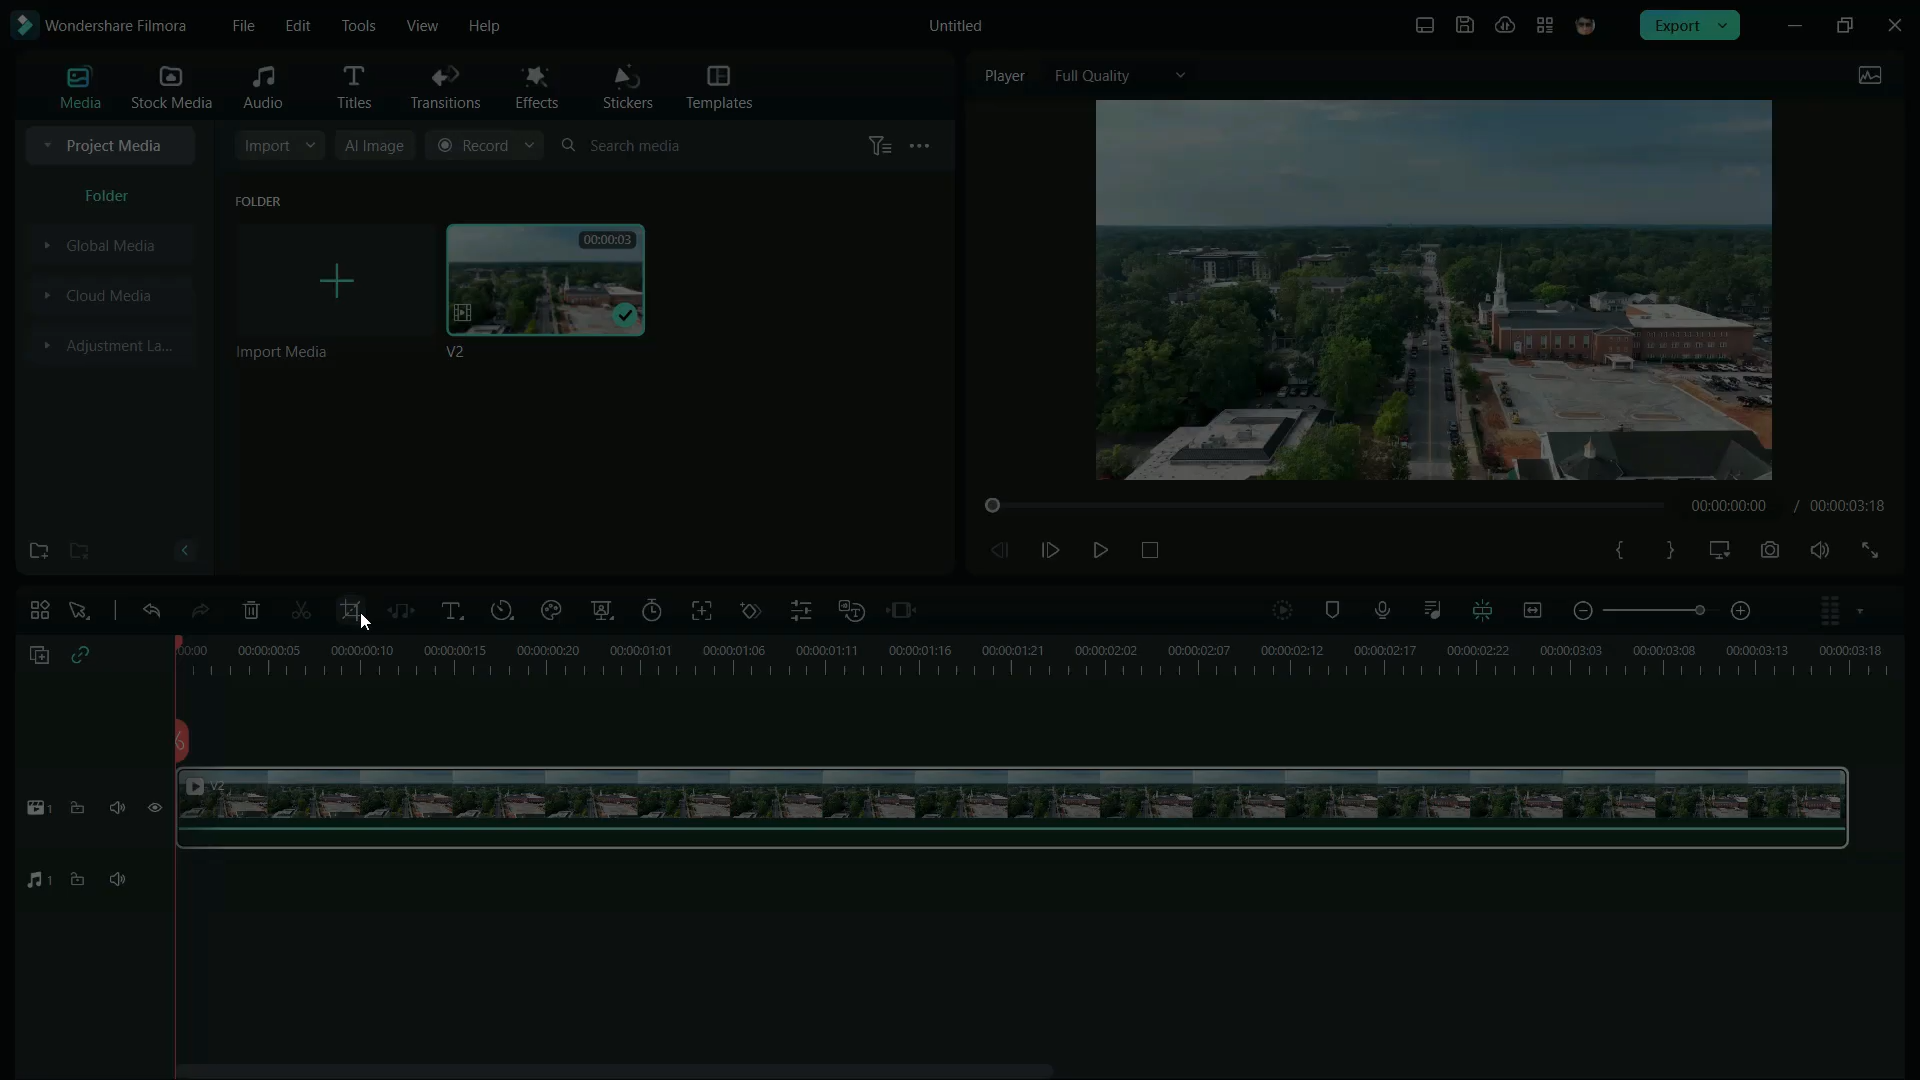 Wondershare Filmora File Edit Tools View Help Untitled Export
Media Stock Media Audio Titles Transitions Effects Stickers Templates
Player Full Quality
Project Media
Import AI Image Record Search media
Folder
Global Media
Cloud Media
Adjustment La...
FOLDER
00:00:03
Import Media V2
00:00:00:00 / 00:00:03:18
00:00 00:00:00:05 00:00:00:10 00:00:00:15 00:00:00:20 00:00:01:01 00:00:01:06 00:00:01:11 00:00:01:16 00:00:01:21 00:00:02:02 00:00:02:07 00:00:02:12 00:00:02:17 00:00:02:22 00:00:03:03 00:00:03:08 00:00:03:13 00:00:03:18
V2
1
1